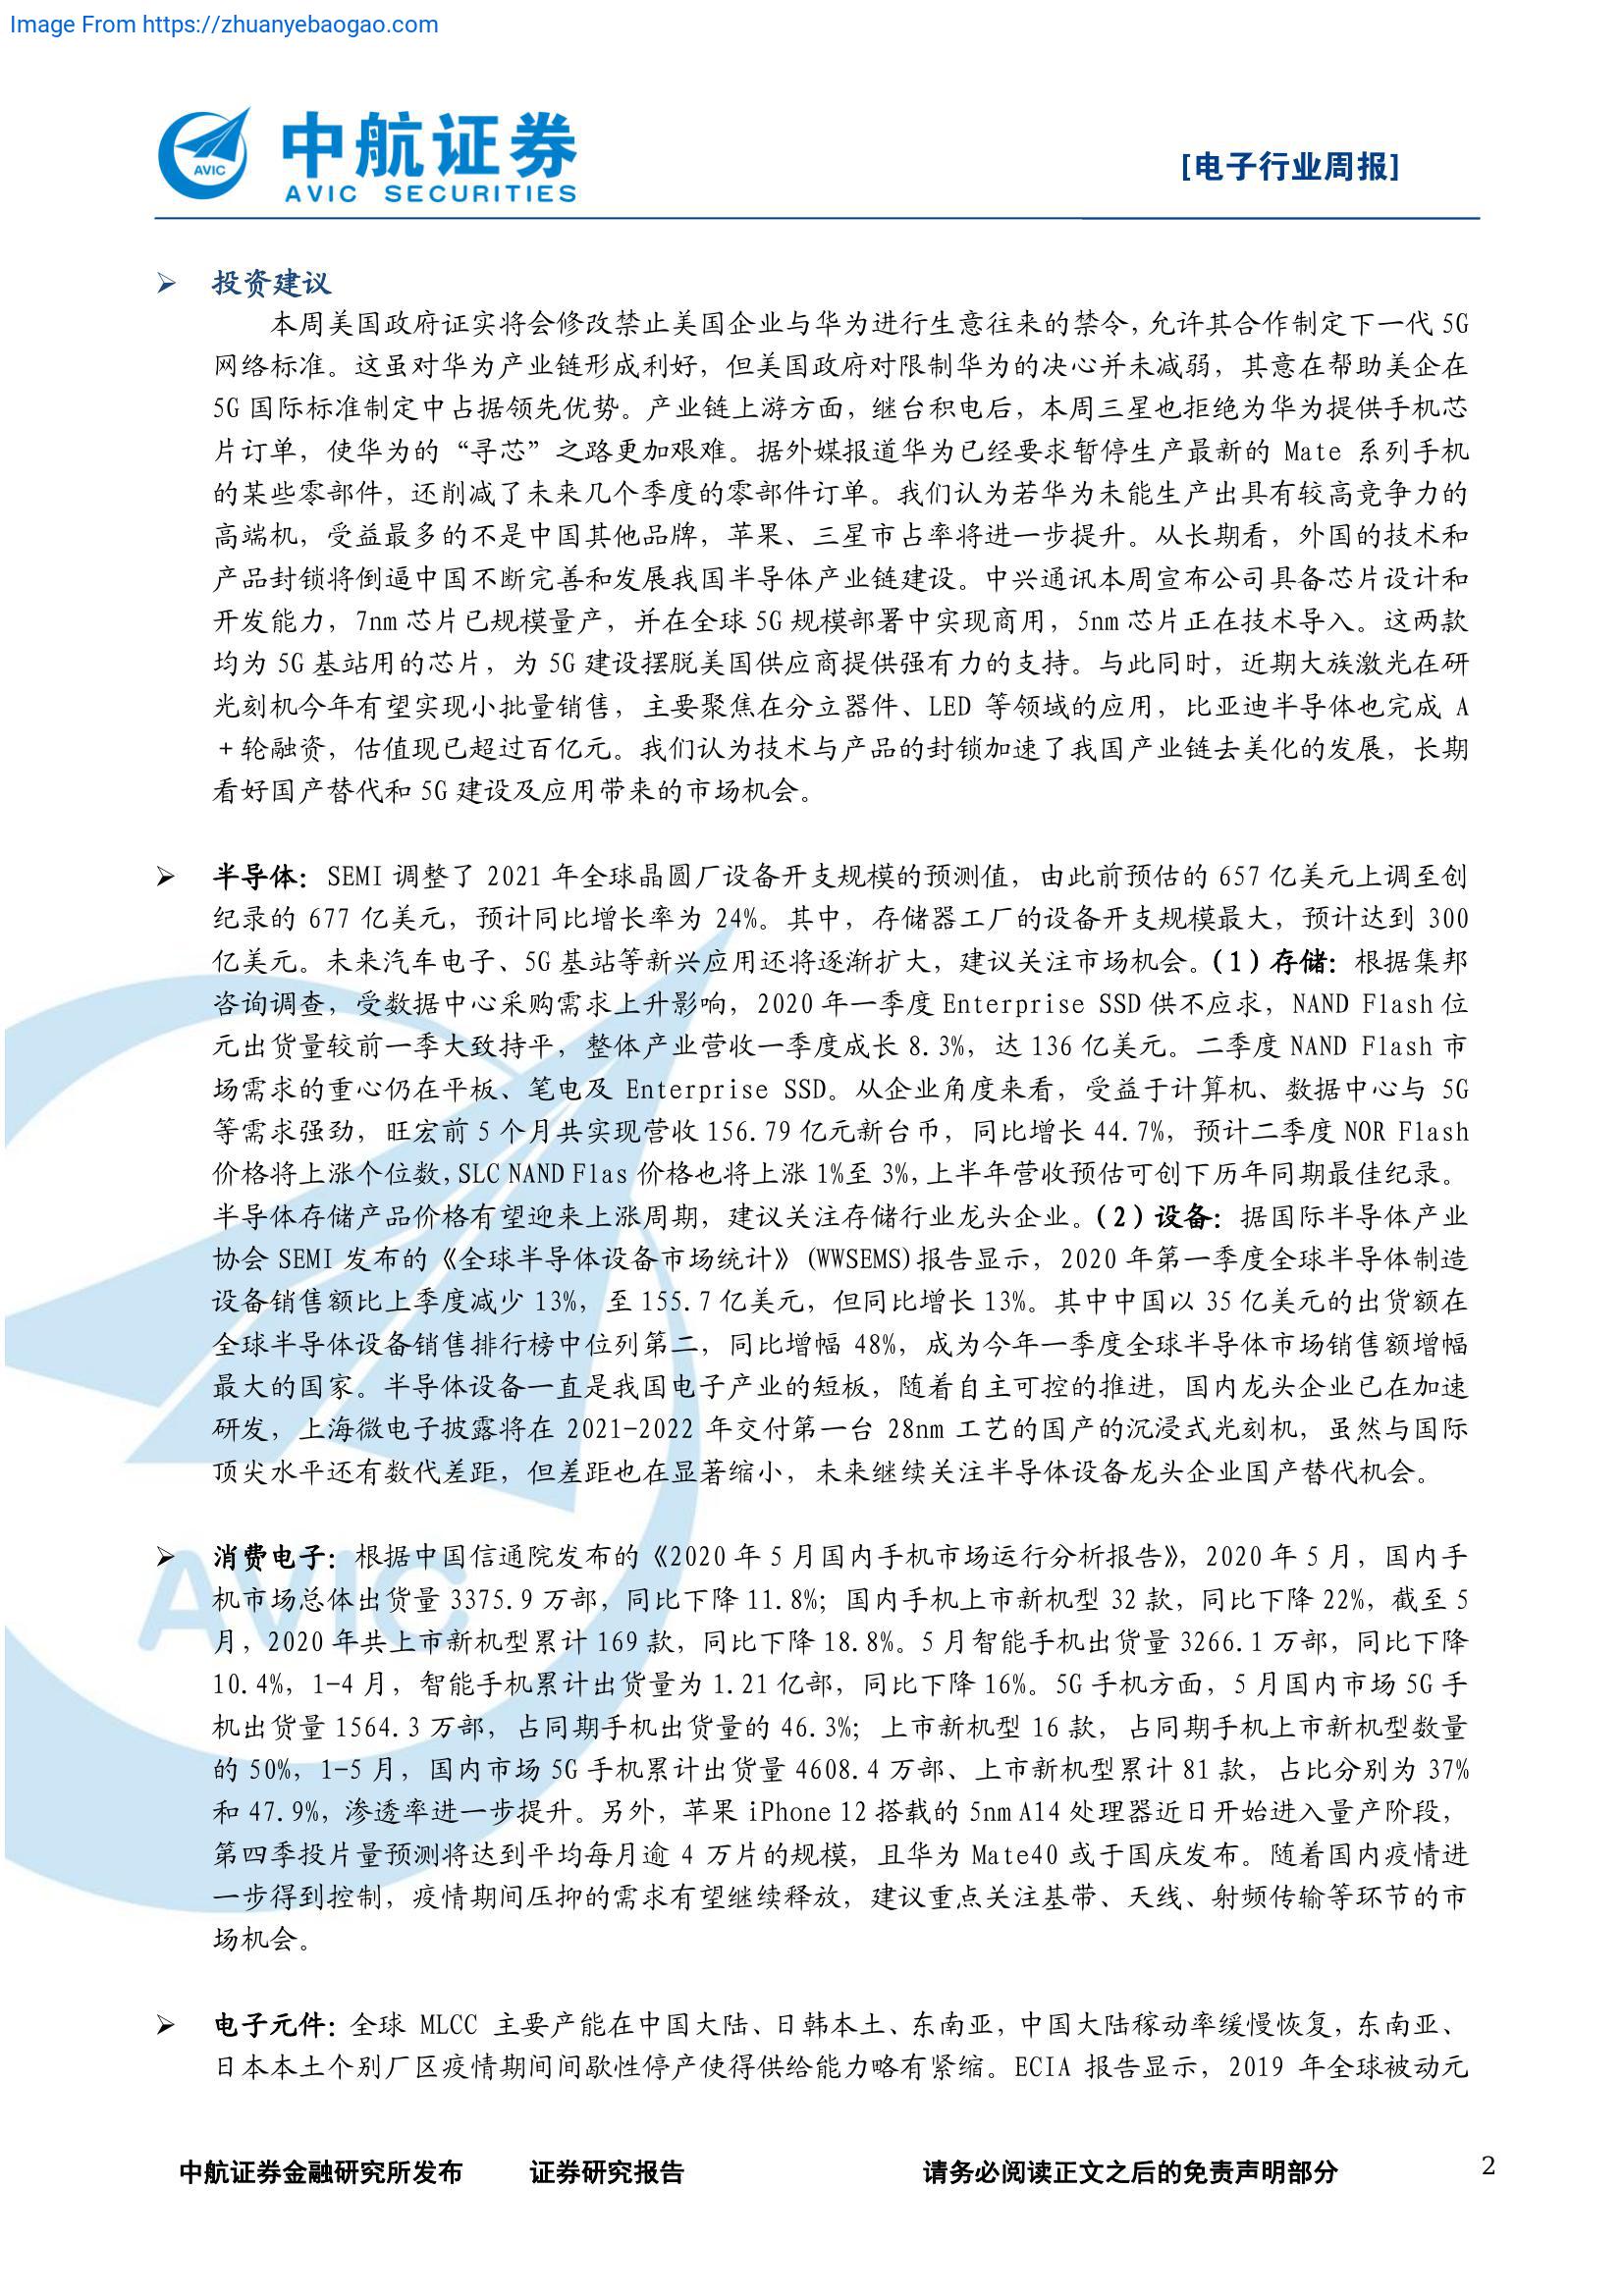 Image From https://zhuanyebaogao.com
AVIC
中航证券
AVIC SECURITIES
[电子行业周报]
➢ 投资建议
本周美国政府证实将会修改禁止美国企业与华为进行生意往来的禁令,允许其合作制定下一代 5G
网络标准。这虽对华为产业链形成利好，但美国政府对限制华为的决心并未减弱，其意在帮助美企在
5G 国际标准制定中占据领先优势。产业链上游方面，继台积电后，本周三星也拒绝为华为提供手机芯
片订单，使华为的“寻芯”之路更加艰难。据外媒报道华为已经要求暂停生产最新的 Mate 系列手机
的某些零部件，还削减了未来几个季度的零部件订单。我们认为若华为未能生产出具有较高竞争力的
高端机，受益最多的不是中国其他品牌，苹果、三星市占率将进一步提升。从长期看，外国的技术和
产品封锁将倒逼中国不断完善和发展我国半导体产业链建设。中兴通讯本周宣布公司具备芯片设计和
开发能力，7nm 芯片已规模量产，并在全球 5G 规模部署中实现商用，5nm 芯片正在技术导入。这两款
均为 5G 基站用的芯片，为 5G 建设摆脱美国供应商提供强有力的支持。与此同时，近期大族激光在研
光刻机今年有望实现小批量销售，主要聚焦在分立器件、LED 等领域的应用，比亚迪半导体也完成 A
+轮融资，估值现已超过百亿元。我们认为技术与产品的封锁加速了我国产业链去美化的发展，长期
看好国产替代和 5G 建设及应用带来的市场机会。
➢ 半导体：SEMI 调整了 2021 年全球晶圆厂设备开支规模的预测值，由此前预估的 657 亿美元上调至创
纪录的 677 亿美元，预计同比增长率为 24%。其中，存储器工厂的设备开支规模最大，预计达到 300
亿美元。未来汽车电子、5G 基站等新兴应用还将逐渐扩大，建议关注市场机会。（1）存储：根据集邦
咨询调查，受数据中心采购需求上升影响，2020 年一季度 Enterprise SSD 供不应求，NAND Flash 位
元出货量较前一季大致持平，整体产业营收一季度成长 8.3%，达 136 亿美元。二季度 NAND Flash 市
场需求的重心仍在平板、笔电及 Enterprise SSD。从企业角度来看，受益于计算机、数据中心与 5G
等需求强劲，旺宏前 5 个月共实现营收 156.79 亿元新台币，同比增长 44.7%，预计二季度 NOR Flash
价格将上涨个位数,SLC NAND Flas 价格也将上涨 1%至 3%,上半年营收预估可创下历年同期最佳纪录。
半导体存储产品价格有望迎来上涨周期，建议关注存储行业龙头企业。（2）设备：据国际半导体产业
协会 SEMI 发布的《全球半导体设备市场统计》(WWSEMS)报告显示，2020 年第一季度全球半导体制造
设备销售额比上季度减少 13%，至 155.7 亿美元，但同比增长 13%。其中中国以 35 亿美元的出货额在
全球半导体设备销售排行榜中位列第二，同比增幅 48%，成为今年一季度全球半导体市场销售额增幅
最大的国家。半导体设备一直是我国电子产业的短板，随着自主可控的推进，国内龙头企业已在加速
研发，上海微电子披露将在 2021-2022 年交付第一台 28nm 工艺的国产的沉浸式光刻机，虽然与国际
顶尖水平还有数代差距，但差距也在显著缩小，未来继续关注半导体设备龙头企业国产替代机会。
➢ 消费电子：根据中国信通院发布的《2020 年 5 月国内手机市场运行分析报告》，2020 年 5 月，国内手
机市场总体出货量 3375.9 万部，同比下降 11.8%；国内手机上市新机型 32 款，同比下降 22%，截至 5
月，2020 年共上市新机型累计 169 款，同比下降 18.8%。5 月智能手机出货量 3266.1 万部，同比下降
10.4%，1-4 月，智能手机累计出货量为 1.21 亿部，同比下降 16%。5G 手机方面，5 月国内市场 5G 手
机出货量 1564.3 万部，占同期手机出货量的 46.3%；上市新机型 16 款，占同期手机上市新机型数量
的 50%，1-5 月，国内市场 5G 手机累计出货量 4608.4 万部、上市新机型累计 81 款，占比分别为 37%
和 47.9%，渗透率进一步提升。另外，苹果 iPhone 12 搭载的 5nm A14 处理器近日开始进入量产阶段，
第四季投片量预测将达到平均每月逾 4 万片的规模，且华为 Mate40 或于国庆发布。随着国内疫情进
一步得到控制，疫情期间压抑的需求有望继续释放，建议重点关注基带、天线、射频传输等环节的市
场机会。
➢ 电子元件：全球 MLCC 主要产能在中国大陆、日韩本土、东南亚,中国大陆稼动率缓慢恢复,东南亚、
日本本土个别厂区疫情期间间歇性停产使得供给能力略有紧缩。ECIA 报告显示，2019 年全球被动元
AVIC
中航证券金融研究所发布 证券研究报告 请务必阅读正文之后的免责声明部分 2